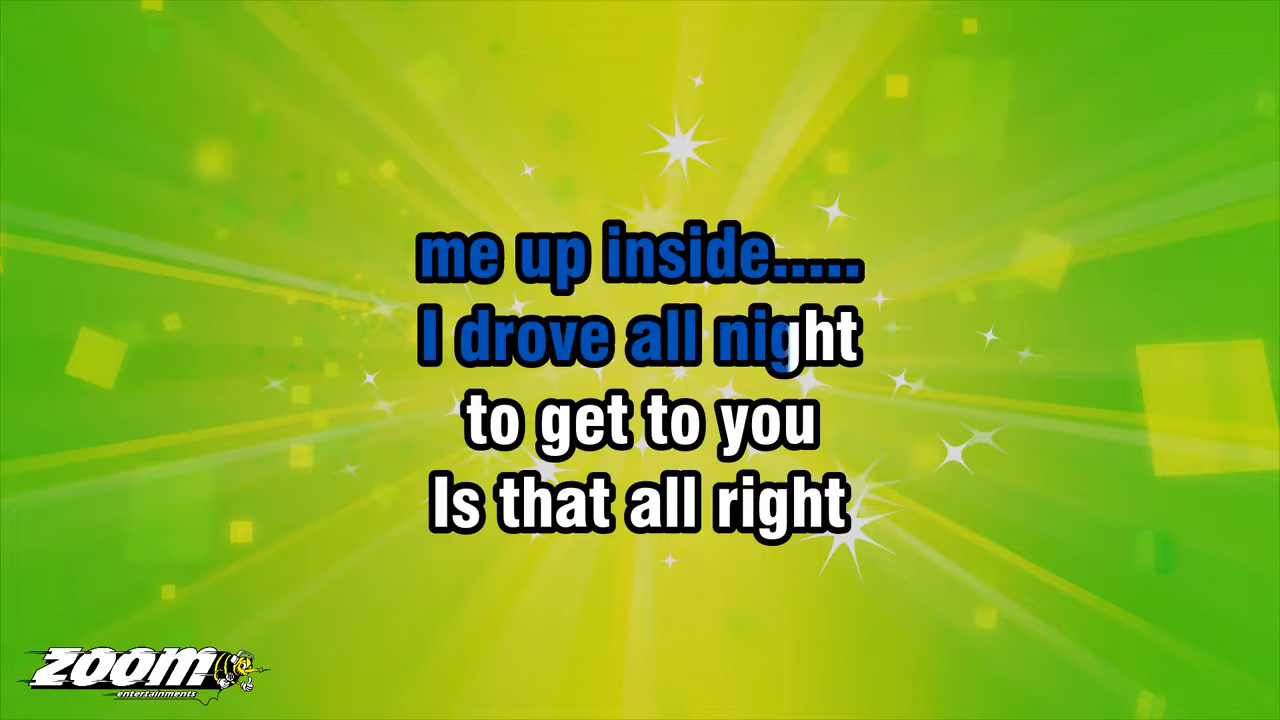 me up inside.....
I drove all night
to get to you
Is that all right
ZOOM
entertainments